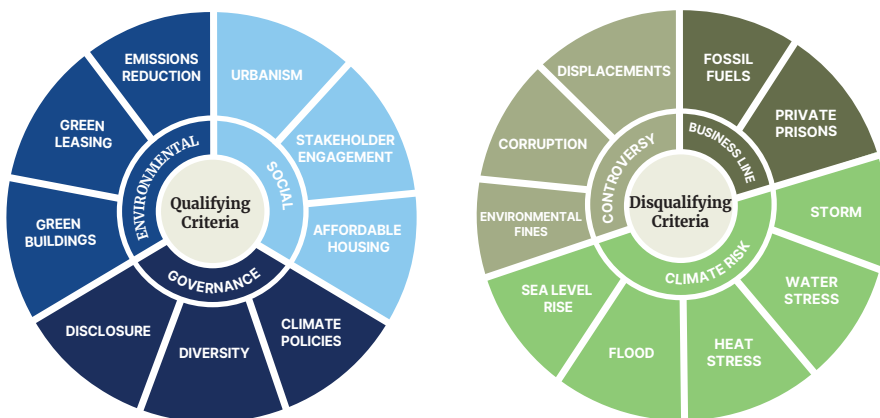 EMISSIONS
REDUCTION
URBANISM
GREEN
LEASING
STAKEHOLDER
ENGAGEMENT
ENVIRONMENTAL
SOCIAL
Qualifying
Criteria
GREEN
BUILDINGS
AFFORDABLE
HOUSING
GOVERNANCE
DISCLOSURE
DIVERSITY
CLIMATE
POLICIES
DISPLACEMENTS
FOSSIL
FUELS
CORRUPTION
PRIVATE
PRISONS
CONTROVERSY
BUSINESS LINE
Disqualifying
Criteria
ENVIRONMENTAL
FINES
STORM
CLIMATE RISK
SEA LEVEL
RISE
WATER
STRESS
FLOOD
HEAT
STRESS